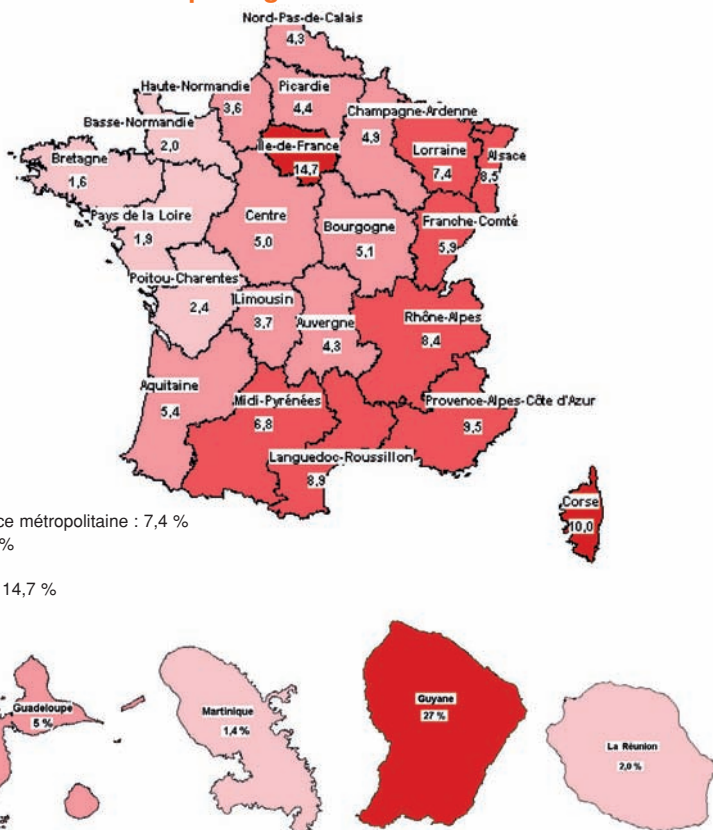 Nord-Pas-de-Calais
4,3
Haute-Normandie
3,6
Picardie
4,4
Champagne-Ardenne
4,9
Basse-Normandie
2,0
Île-de-France
14,7
Lorraine
7,4
Alsace
8,5
Bretagne
1,6
Pays de la Loire
1,9
Centre
5,0
Bourgogne
5,1
Franche-Comté
5,9
Poitou-Charentes
2,4
Limousin
3,7
Auvergne
4,3
Rhône-Alpes
8,4
Aquitaine
5,4
Midi-Pyrénées
6,8
Provence-Alpes-Côte d'Azur
9,5
Languedoc-Roussillon
8,9
Corse
10,0
ce métropolitaine : 7,4 %
%
14,7 %
Guadeloupe
5 %
Martinique
1,4 %
Guyane
27 %
La Réunion
2,0 %